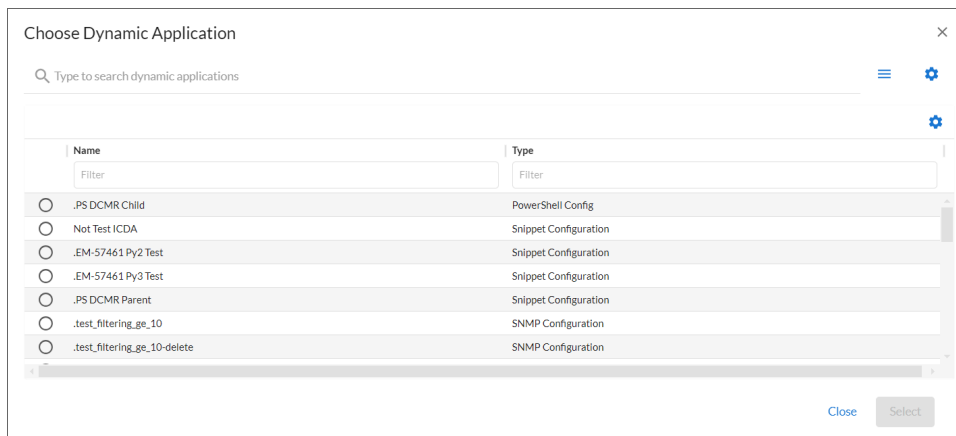 Choose Dynamic Application
Type to search dynamic applications
Name Type
Filter Filter
.PS DCMR Child PowerShell Config
Not Test ICDA Snippet Configuration
.EM-57461 Py2 Test Snippet Configuration
.EM-57461 Py3 Test Snippet Configuration
.PS DCMR Parent Snippet Configuration
.test_filtering_ge_10 SNMP Configuration
.test_filtering_ge_10-delete SNMP Configuration
Close Select